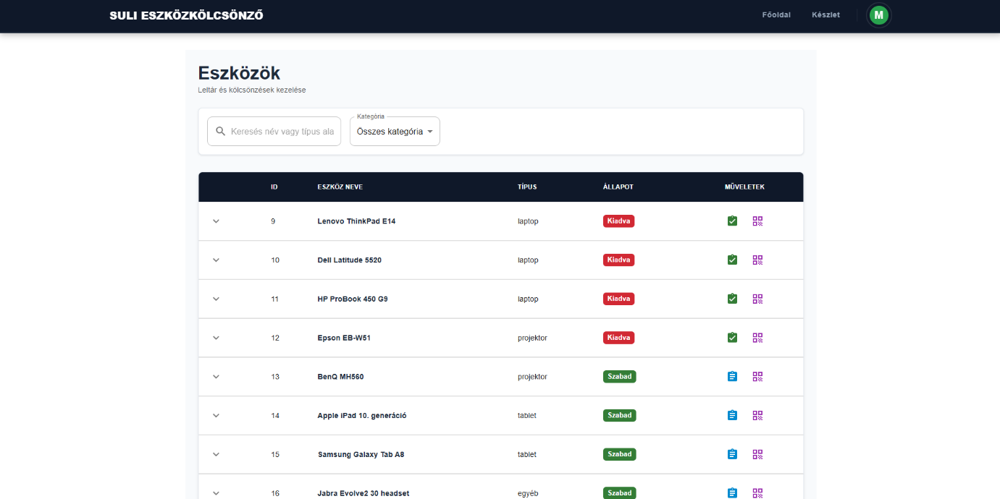 SULI ESZKÖZKÖLCSÖNZŐ Főoldal Készlet M
Eszközök
Leltár és kölcsönzések kezelése
Kategória
Keresés név vagy típus ala Összes kategória
ID ESZKÖZ NEVE TÍPUS ÁLLAPOT MŰVELETEK
9 Lenovo ThinkPad E14 laptop Kiadva
10 Dell Latitude 5520 laptop Kiadva
11 HP ProBook 450 G9 laptop Kiadva
12 Epson EB-W51 projektor Kiadva
13 BenQ MH560 projektor Szabad
14 Apple iPad 10. generáció tablet Szabad
15 Samsung Galaxy Tab A8 tablet Szabad
16 Jabra Evolve2 30 headset egyéb Szabad